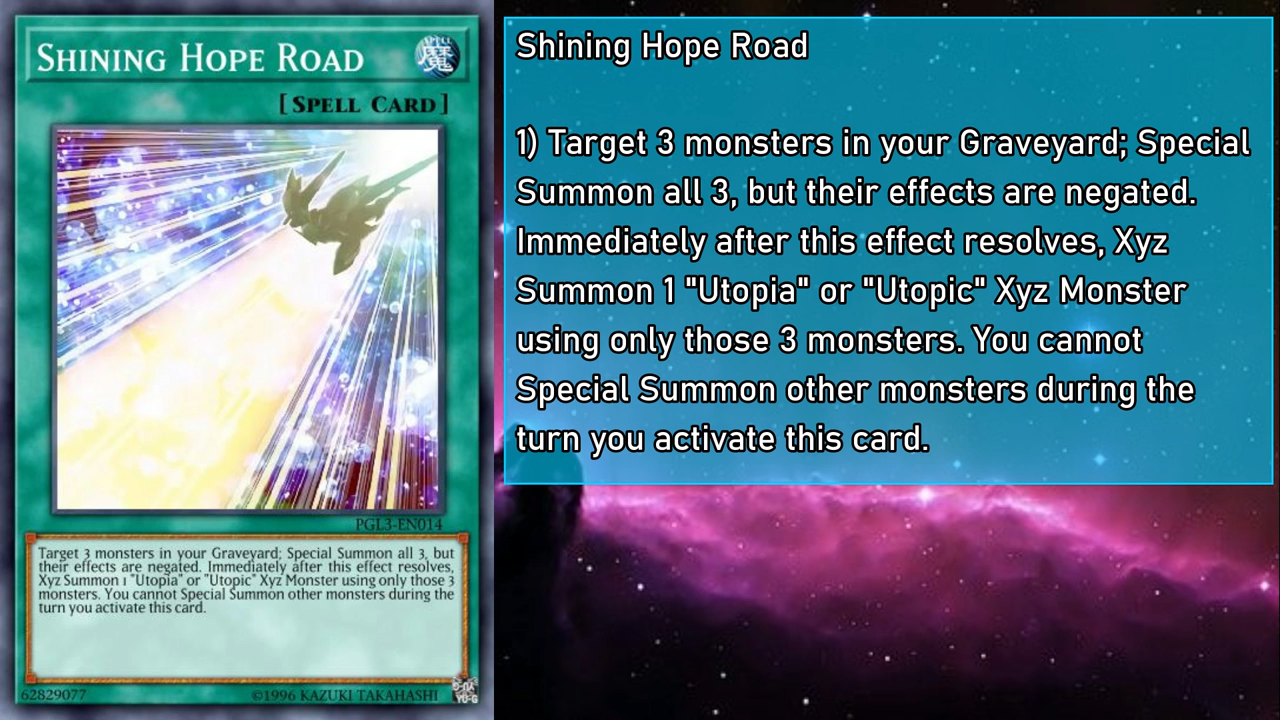 SHINING HOPE ROAD
[SPELL CARD]
PGL3-EN014
Target 3 monsters in your Graveyard; Special Summon all 3, but
their effects are negated. Immediately after this effect resolves,
Xyz Summon 1 "Utopia" or "Utopic" Xyz Monster using only those 3
monsters. You cannot Special Summon other monsters during the
turn you activate this card.
62829077
©1996 KAZUKI TAKAHASHI
Shining Hope Road
1) Target 3 monsters in your Graveyard; Special
Summon all 3, but their effects are negated.
Immediately after this effect resolves, Xyz
Summon 1 "Utopia" or "Utopic" Xyz Monster
using only those 3 monsters. You cannot
Special Summon other monsters during the
turn you activate this card.